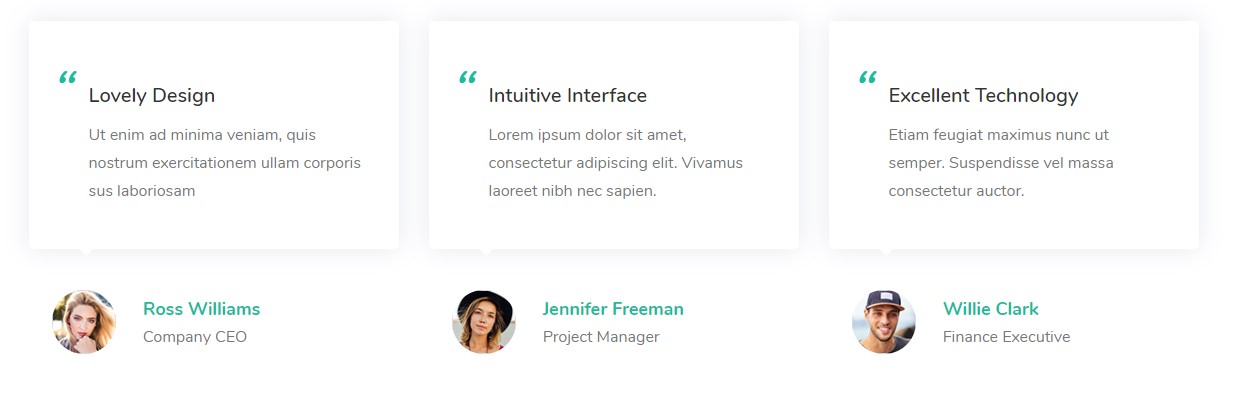 “ Lovely Design
Ut enim ad minima veniam, quis
nostrum exercitationem ullam corporis
sus laboriosam
Ross Williams
Company CEO
“ Intuitive Interface
Lorem ipsum dolor sit amet,
consectetur adipiscing elit. Vivamus
laoreet nibh nec sapien.
Jennifer Freeman
Project Manager
“ Excellent Technology
Etiam feugiat maximus nunc ut
semper. Suspendisse vel massa
consectetur auctor.
Willie Clark
Finance Executive